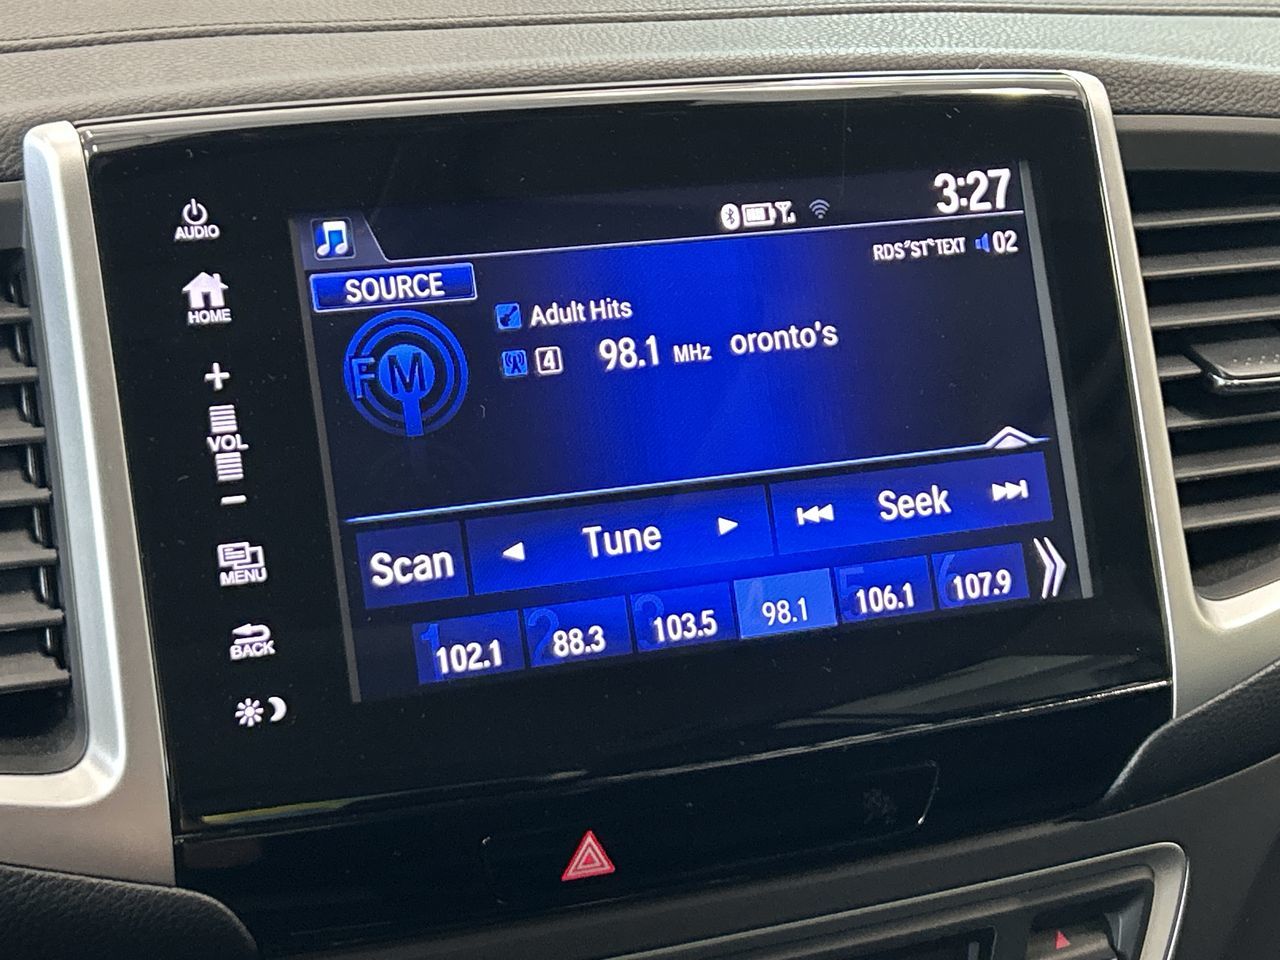 AUDIO
HOME
+
VOL
-
MENU
BACK
3:27
RDS ST TEXT 02
SOURCE
FM
Adult Hits
4 98.1 MHz oronto's
Scan
Tune
Seek
1 102.1
2 88.3
3 103.5
4 98.1
5 106.1
6 107.9